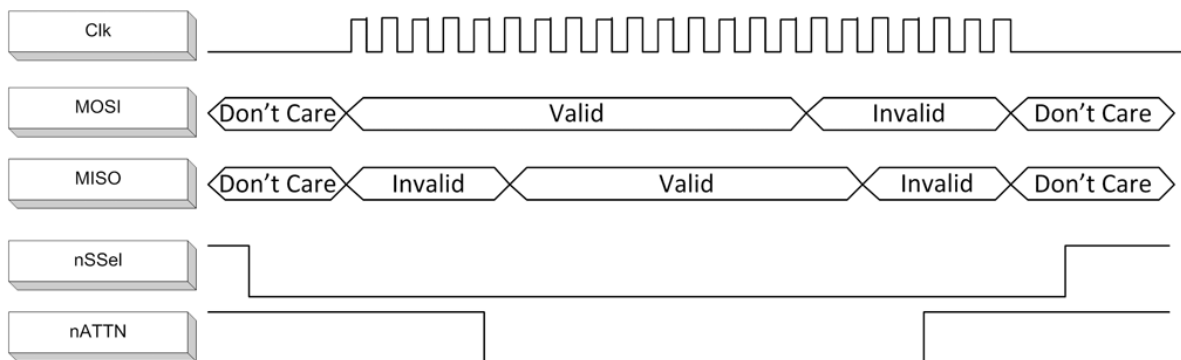 Clk
MOSI
Don't Care Valid Invalid Don't Care
MISO
Don't Care Invalid Valid Invalid Don't Care
nSSel
nATTN